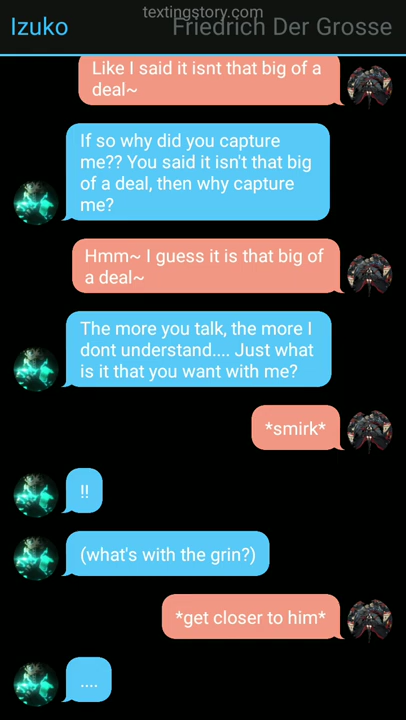 textingstory.com
Izuko
Friedrich Der Grosse
Like I said it isnt that big of a
deal~
If so why did you capture
me?? You said it isn't that big
of a deal, then why capture
me?
Hmm~ I guess it is that big of
a deal~
The more you talk, the more I
dont understand.... Just what
is it that you want with me?
*smirk*
!!
(what's with the grin?)
*get closer to him*
....